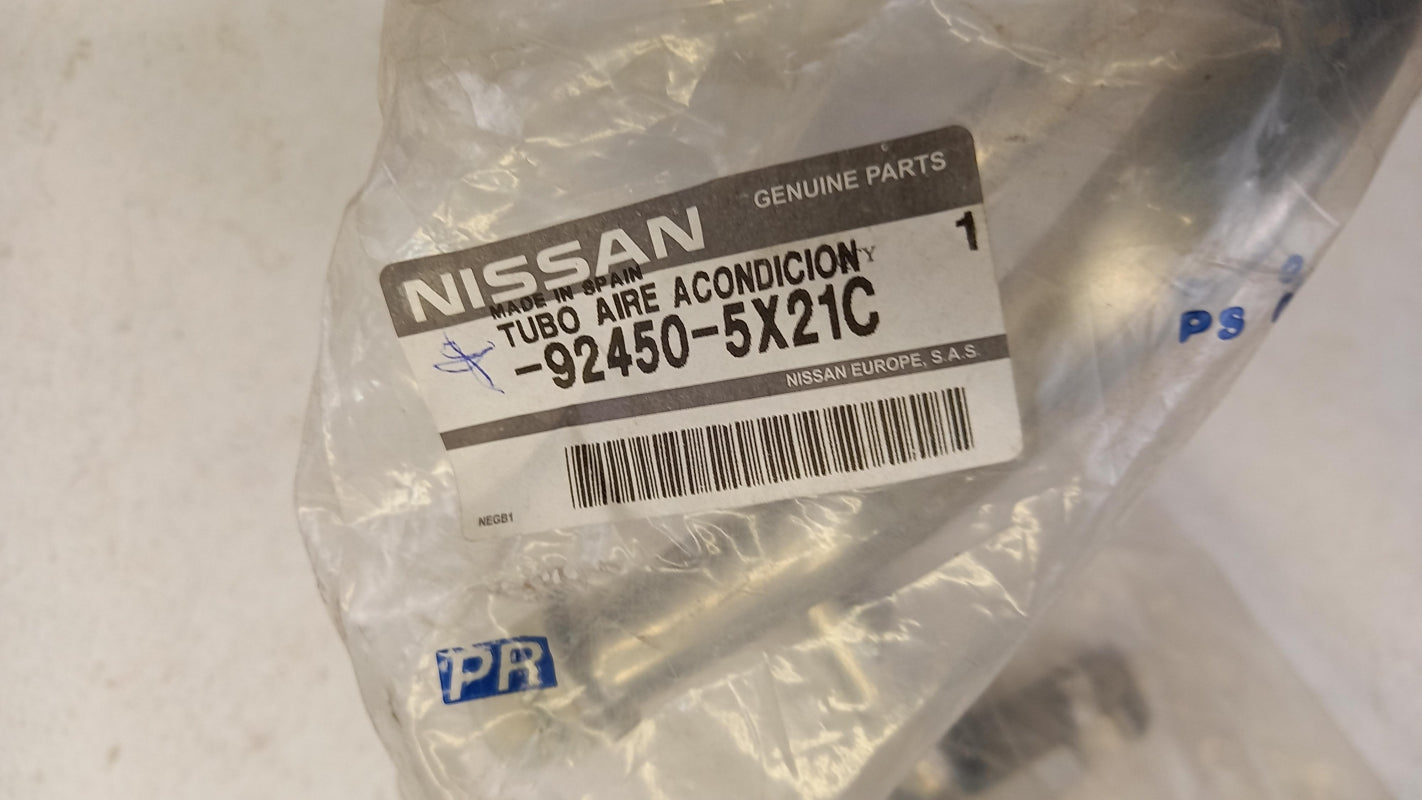 NISSAN GENUINE PARTS
MADE IN SPAIN
1
TUBO AIRE ACONDICION
-92450-5X21C
NISSAN EUROPE, S.A.S.
NEGB1
PS
PR